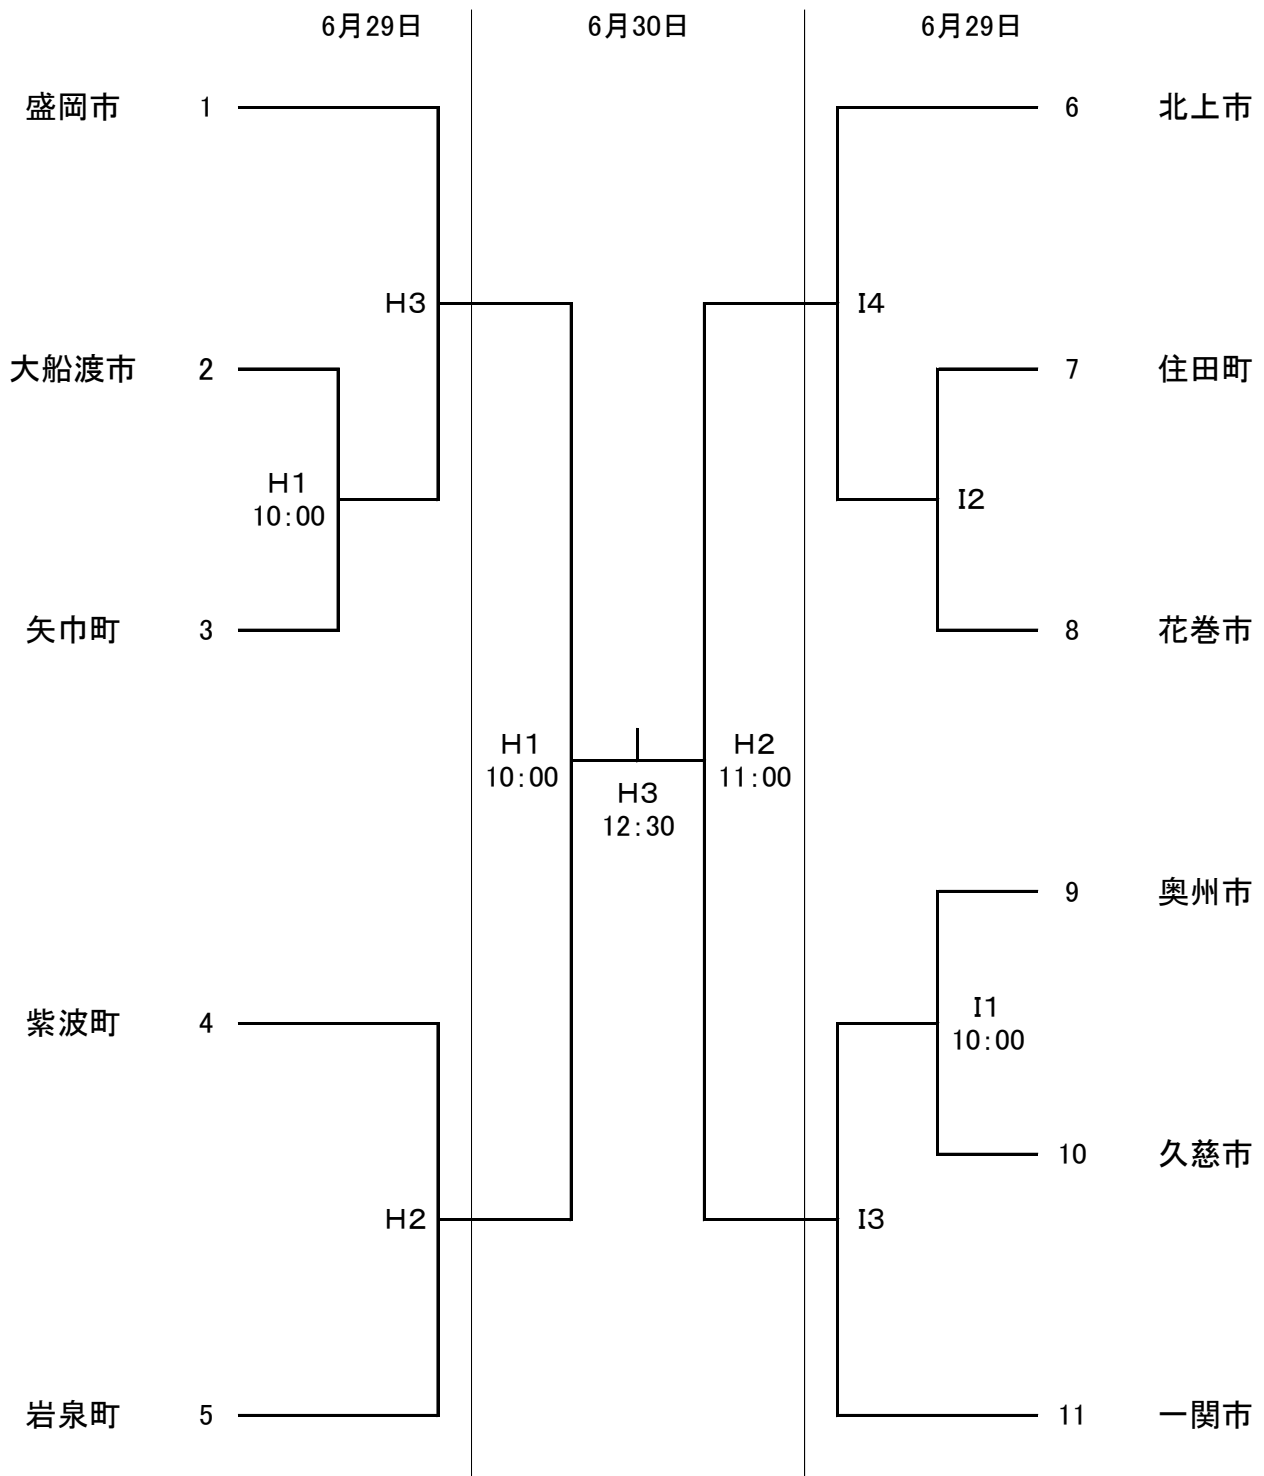 6月29日 6月30日 6月29日
盛岡市 1 6 北上市
H3 I4
大船渡市 2 7 住田町
H1 I2
10:00
矢巾町 3 8 花巻市
H1 H2
10:00 11:00
H3
12:30
9 奥州市
紫波町 4 I1
10:00
10 久慈市
H2 I3
岩泉町 5 11 一関市